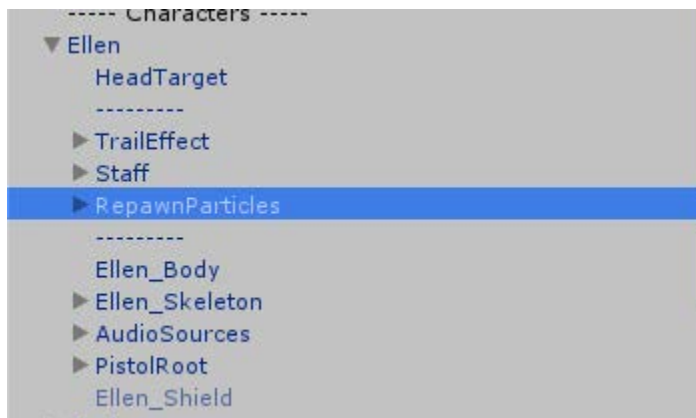 ----- Characters -----
Ellen
HeadTarget
---------
TrailEffect
Staff
RepawnParticles
---------
Ellen_Body
Ellen_Skeleton
AudioSources
PistolRoot
Ellen_Shield